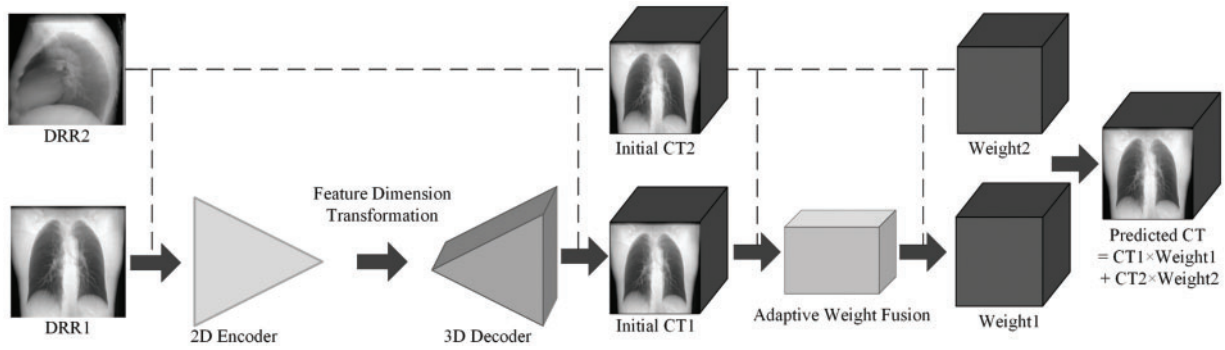 DRR2
Initial CT2
Weight2
Feature Dimension
Transformation
DRR1
2D Encoder
3D Decoder
Initial CT1
Adaptive Weight Fusion
Weight1
Predicted CT
= CT1×Weight1
+ CT2×Weight2